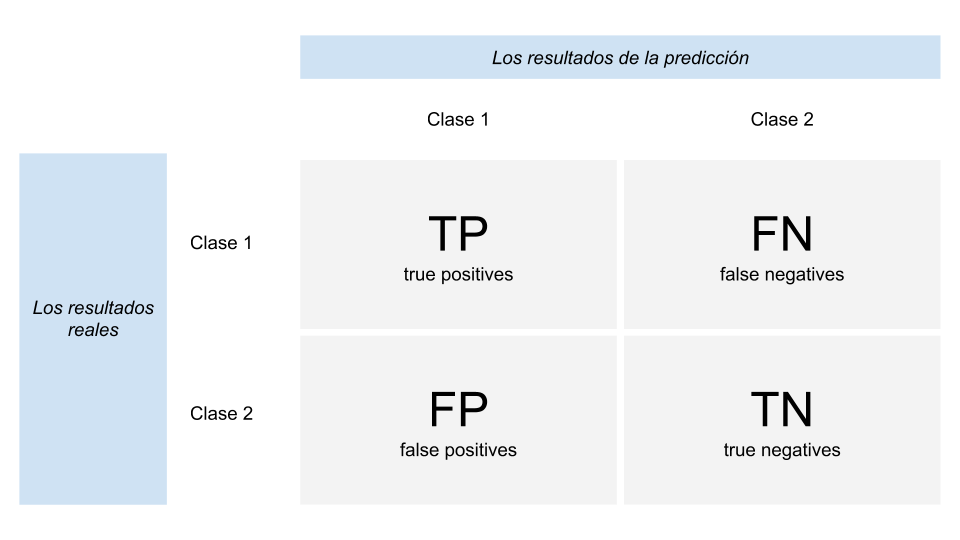 Los resultados de la predicción
Clase 1
Clase 2
Clase 1
TP
true positives
FN
false negatives
Los resultados
reales
Clase 2
FP
false positives
TN
true negatives